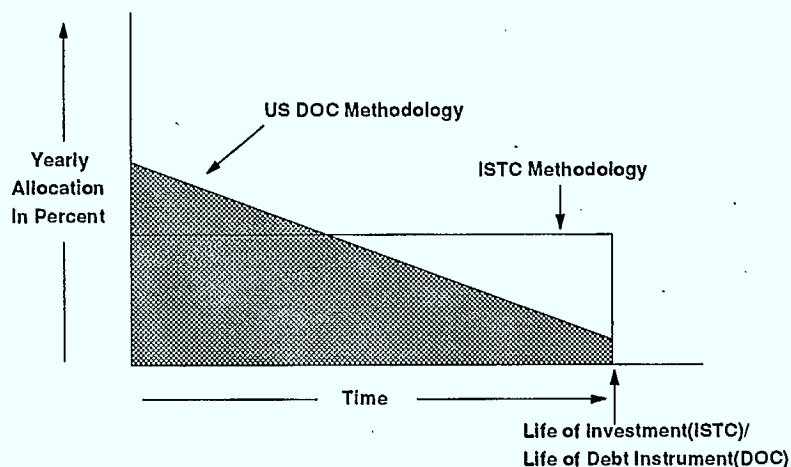 US DOC Methodology
Yearly
Allocation
In Percent
ISTC Methodology
Time
Life of Investment(ISTC)/
Life of Debt Instrument(DOC)